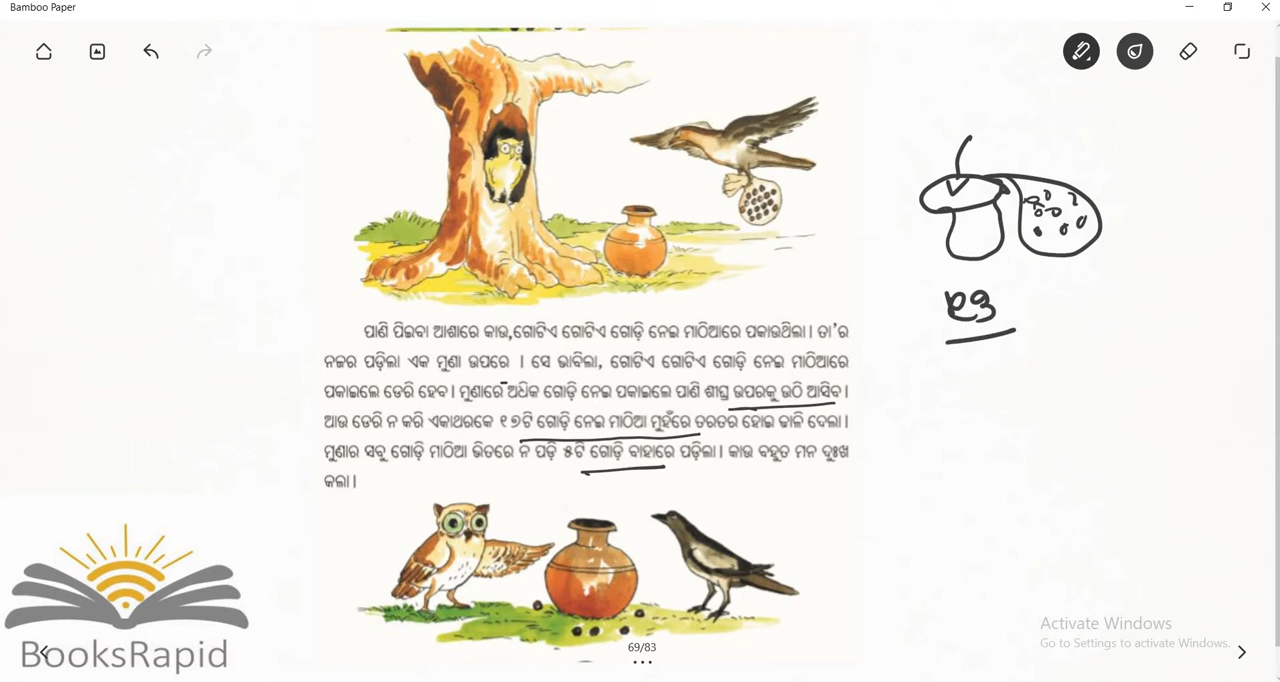 Bamboo Paper
ପାଣି ପିଇବା ଆଶାରେ କାଉ,ଗୋଟିଏ ଗୋଟିଏ ଗୋଡ଼ି ନେଇ ମାଠିଆରେ ପକାଉଥିଲା । ତା'ର
ନଜର ପଡ଼ିଲା ଏକ ମୁଣା ଉପରେ । ସେ ଭାବିଲା, ଗୋଟିଏ ଗୋଟିଏ ଗୋଡ଼ି ନେଇ ମାଠିଆରେ
ପକାଇଲେ ଡେରି ହେବ । ମୁଣାରେ ଅଧିକ ଗୋଡ଼ି ନେଇ ପକାଇଲେ ପାଣି ଶୀଘ୍ର ଉପରକୁ ଉଠି ଆସିବ ।
ଆଉ ଡେରି ନ କରି ଏକାଥରକେ ୧୭ଟି ଗୋଡ଼ି ନେଇ ମାଠିଆ ମୁହଁରେ ତରତର ହୋଇ ଢାଳି ଦେଲା ।
ମୁଣାର ସବୁ ଗୋଡ଼ି ମାଠିଆ ଭିତରେ ନ ପଡ଼ି ୫ଟି ଗୋଡ଼ି ବାହାରେ ପଡ଼ିଲା । କାଉ ବହୁତ ମନ ଦୁଃଖ
କଲା ।
BooksRapid
69/83
Activate Windows
Go to Settings to activate Windows.